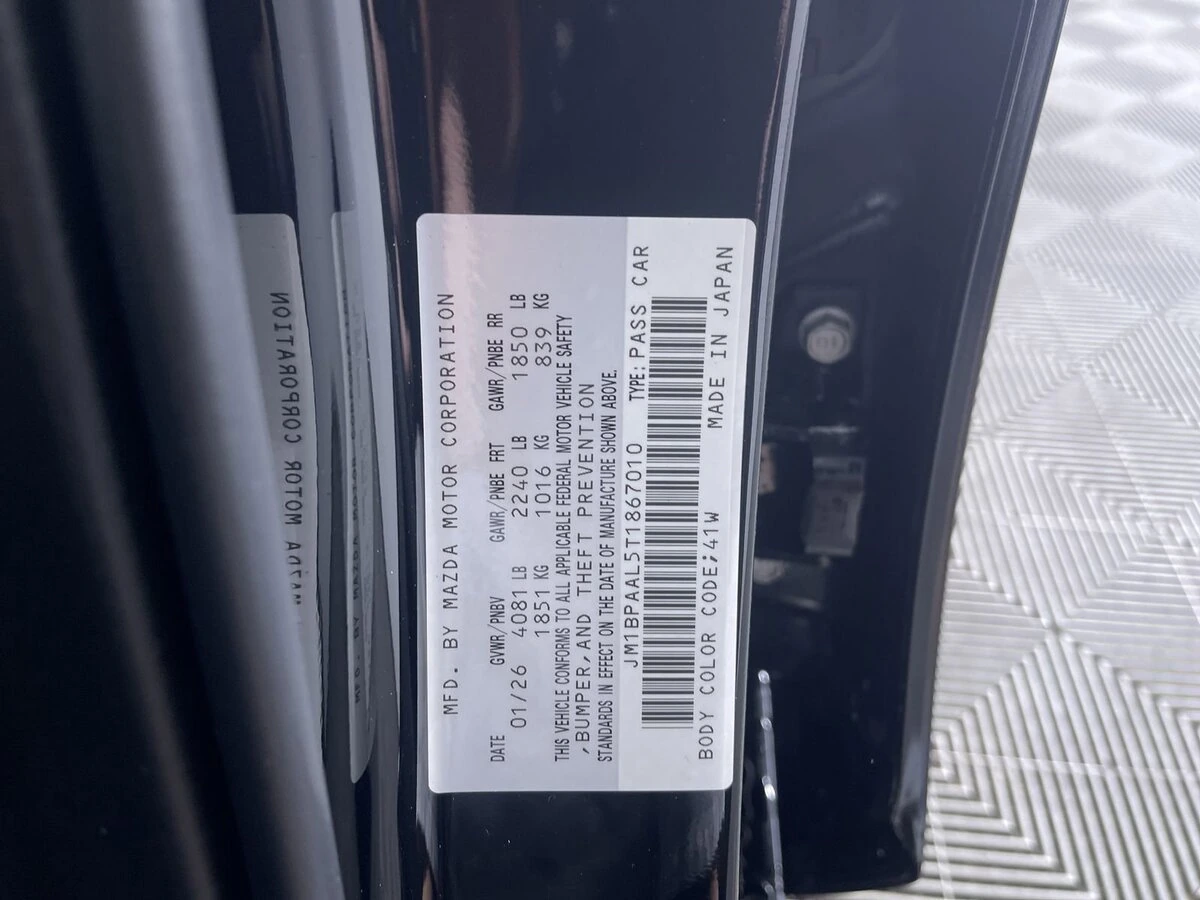 MFD. BY MAZDA MOTOR CORPORATION
DATE GVWR/PNBV GAWR/PNBE FRT GAWR/PNBE RR
01/26 4081 LB 2240 LB 1850 LB
1851 KG 1016 KG 839 KG
THIS VEHICLE CONFORMS TO ALL APPLICABLE FEDERAL MOTOR VEHICLE SAFETY
,BUMPER,AND THEFT PREVENTION
STANDARDS IN EFFECT ON THE DATE OF MANUFACTURE SHOWN ABOVE.
JM1BPAAL5T1867010 TYPE:PASS CAR
BODY COLOR CODE;41W MADE IN JAPAN
MAZDA MOTOR CORPORATION